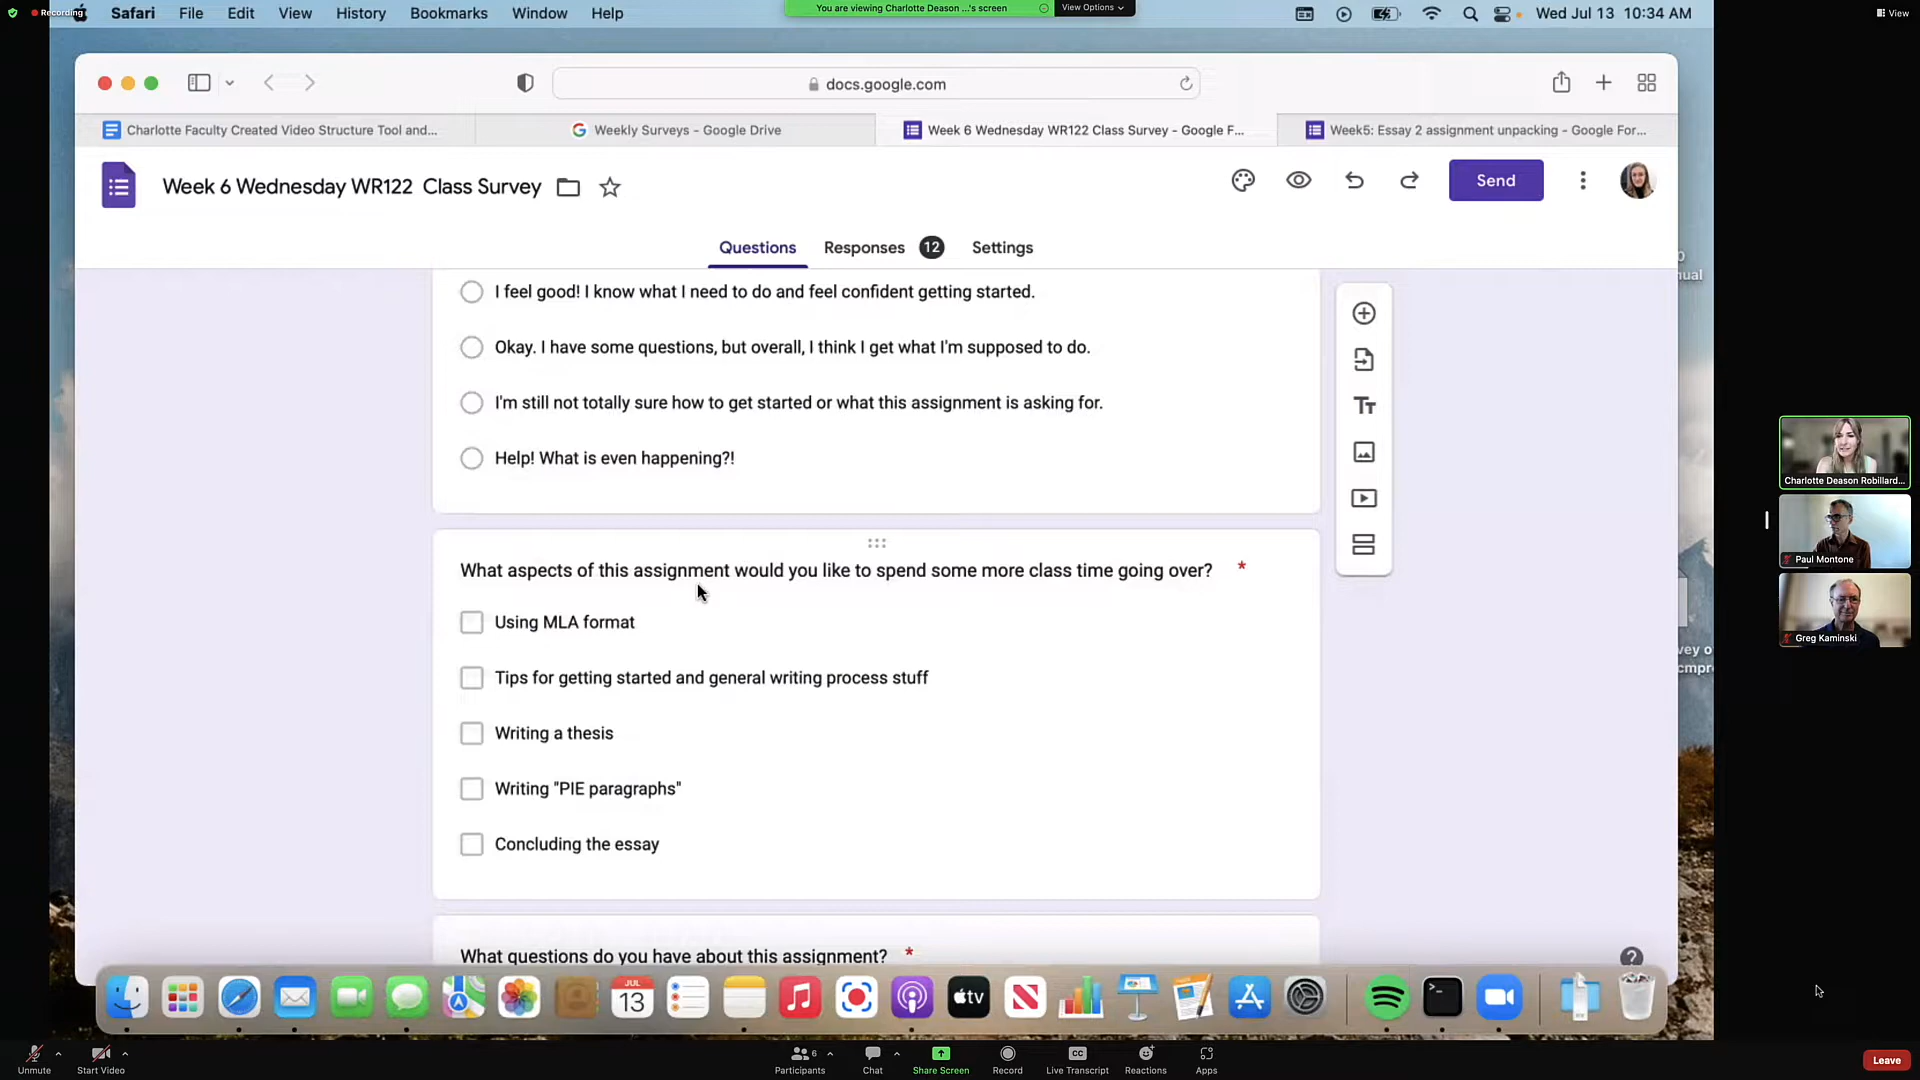 Recording
Safari
File
Edit
View
History
Bookmarks
Window
Help
You are viewing Charlotte Deason ...'s screen
View Options
Wed Jul 13 10:34 AM
View
docs.google.com
Charlotte Faculty Created Video Structure Tool and...
Weekly Surveys - Google Drive
Week 6 Wednesday WR122 Class Survey - Google F...
Week5: Essay 2 assignment unpacking - Google For...
Week 6 Wednesday WR122 Class Survey
Send
Questions
Responses 12
Settings
I feel good! I know what I need to do and feel confident getting started.
Okay. I have some questions, but overall, I think I get what I'm supposed to do.
I'm still not totally sure how to get started or what this assignment is asking for.
Help! What is even happening?!
What aspects of this assignment would you like to spend some more class time going over? *
Using MLA format
Tips for getting started and general writing process stuff
Writing a thesis
Writing "PIE paragraphs"
Concluding the essay
What questions do you have about this assignment? *
Charlotte Deason Robillard...
Paul Montone
Greg Kaminski
JUL
13
tv
Unmute
Start Video
Participants
6
Chat
Share Screen
Record
CC
Live Transcript
Reactions
Apps
Leave